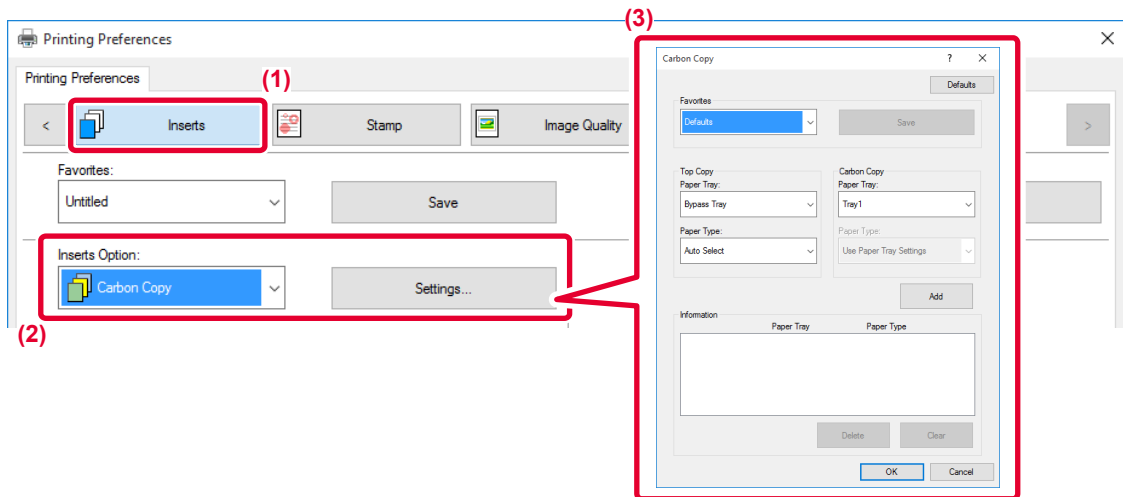 (3)
Printing Preferences
Printing Preferences
(1)
<
Inserts
Stamp
Image Quality
>
Favorites:
Untitled
Save
Inserts Option:
Carbon Copy
Settings...
(2)
Carbon Copy
?
Defaults
Favorites
Defaults
Save
Top Copy
Paper Tray:
Bypass Tray
Paper Type:
Auto Select
Carbon Copy
Paper Tray:
Tray1
Paper Type:
Use Paper Tray Settings
Add
Information
Paper Tray Paper Type
Delete Clear
OK Cancel